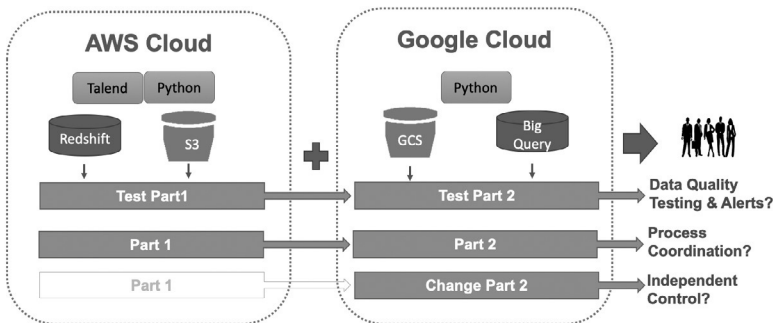 AWS Cloud
Google Cloud
Talend
Python
Python
Redshift
S3
GCS
Big
Query
Test Part1
Test Part 2
Data Quality
Testing & Alerts?
Part 1
Part 2
Process
Coordination?
Part 1
Change Part 2
Independent
Control?